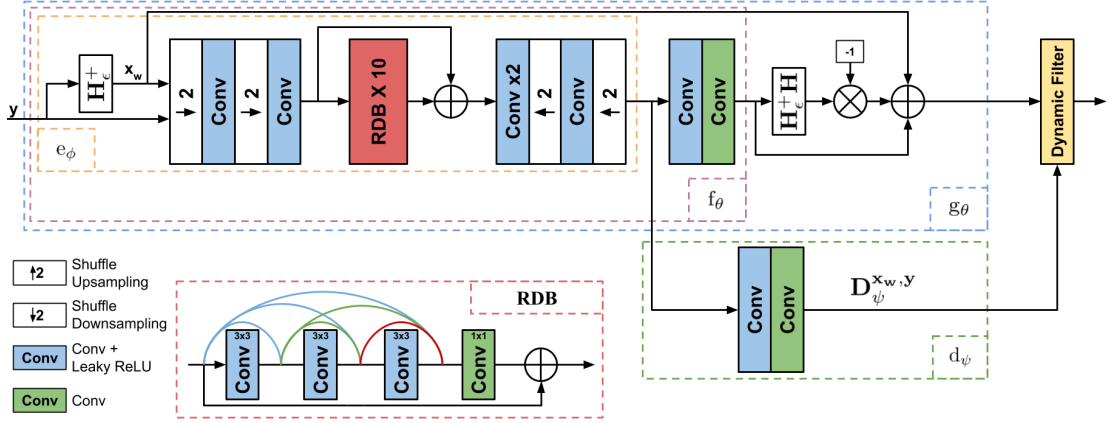 y
H_ϵ^+
x_w
→ 2
Conv
→ 2
Conv
RDB X 10
Conv x2
← 2
Conv
← 2
Conv
Conv
H_ϵ^+ H
-1
Dynamic Filter
e_ϕ
f_θ
g_θ
Conv
Conv
D_ψ^{x_w, y}
d_ψ
↑2
Shuffle
Upsampling
↓2
Shuffle
Downsampling
Conv
Conv +
Leaky ReLU
Conv
Conv
RDB
3x3
Conv
3x3
Conv
3x3
Conv
1x1
Conv